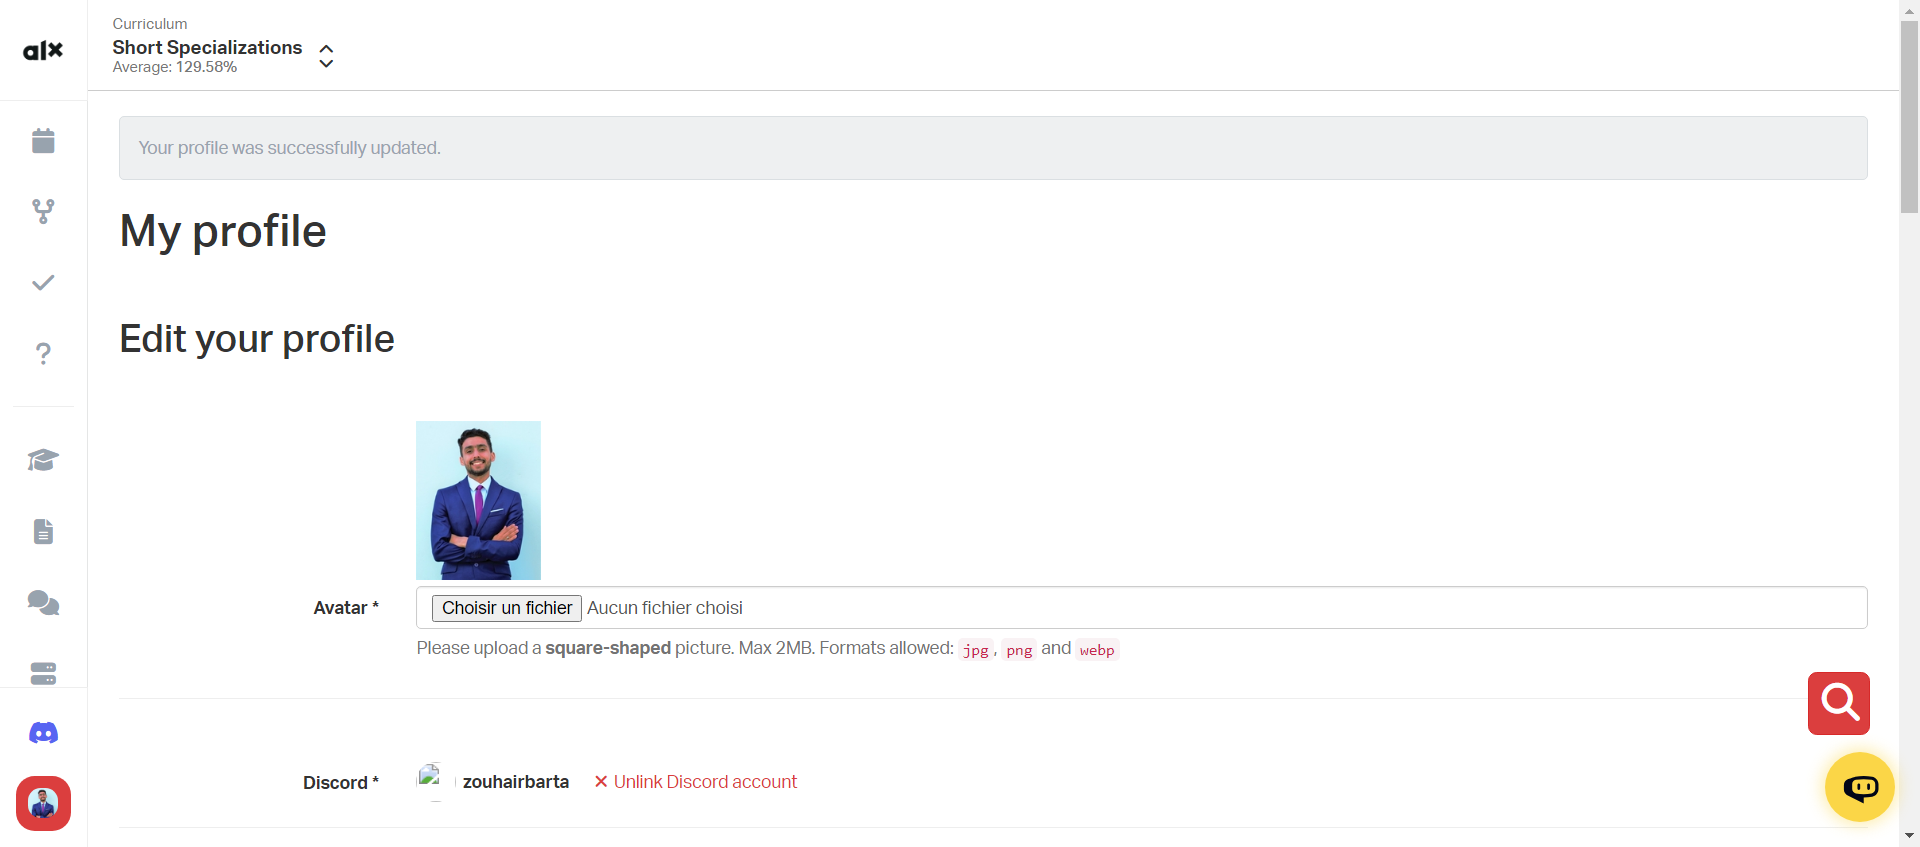 alx
Curriculum
Short Specializations
Average: 129.58%
Your profile was successfully updated.
My profile
Edit your profile
Avatar *
Choisir un fichier Aucun fichier choisi
Please upload a square-shaped picture. Max 2MB. Formats allowed: jpg, png and webp
Discord * zouhairbarta × Unlink Discord account